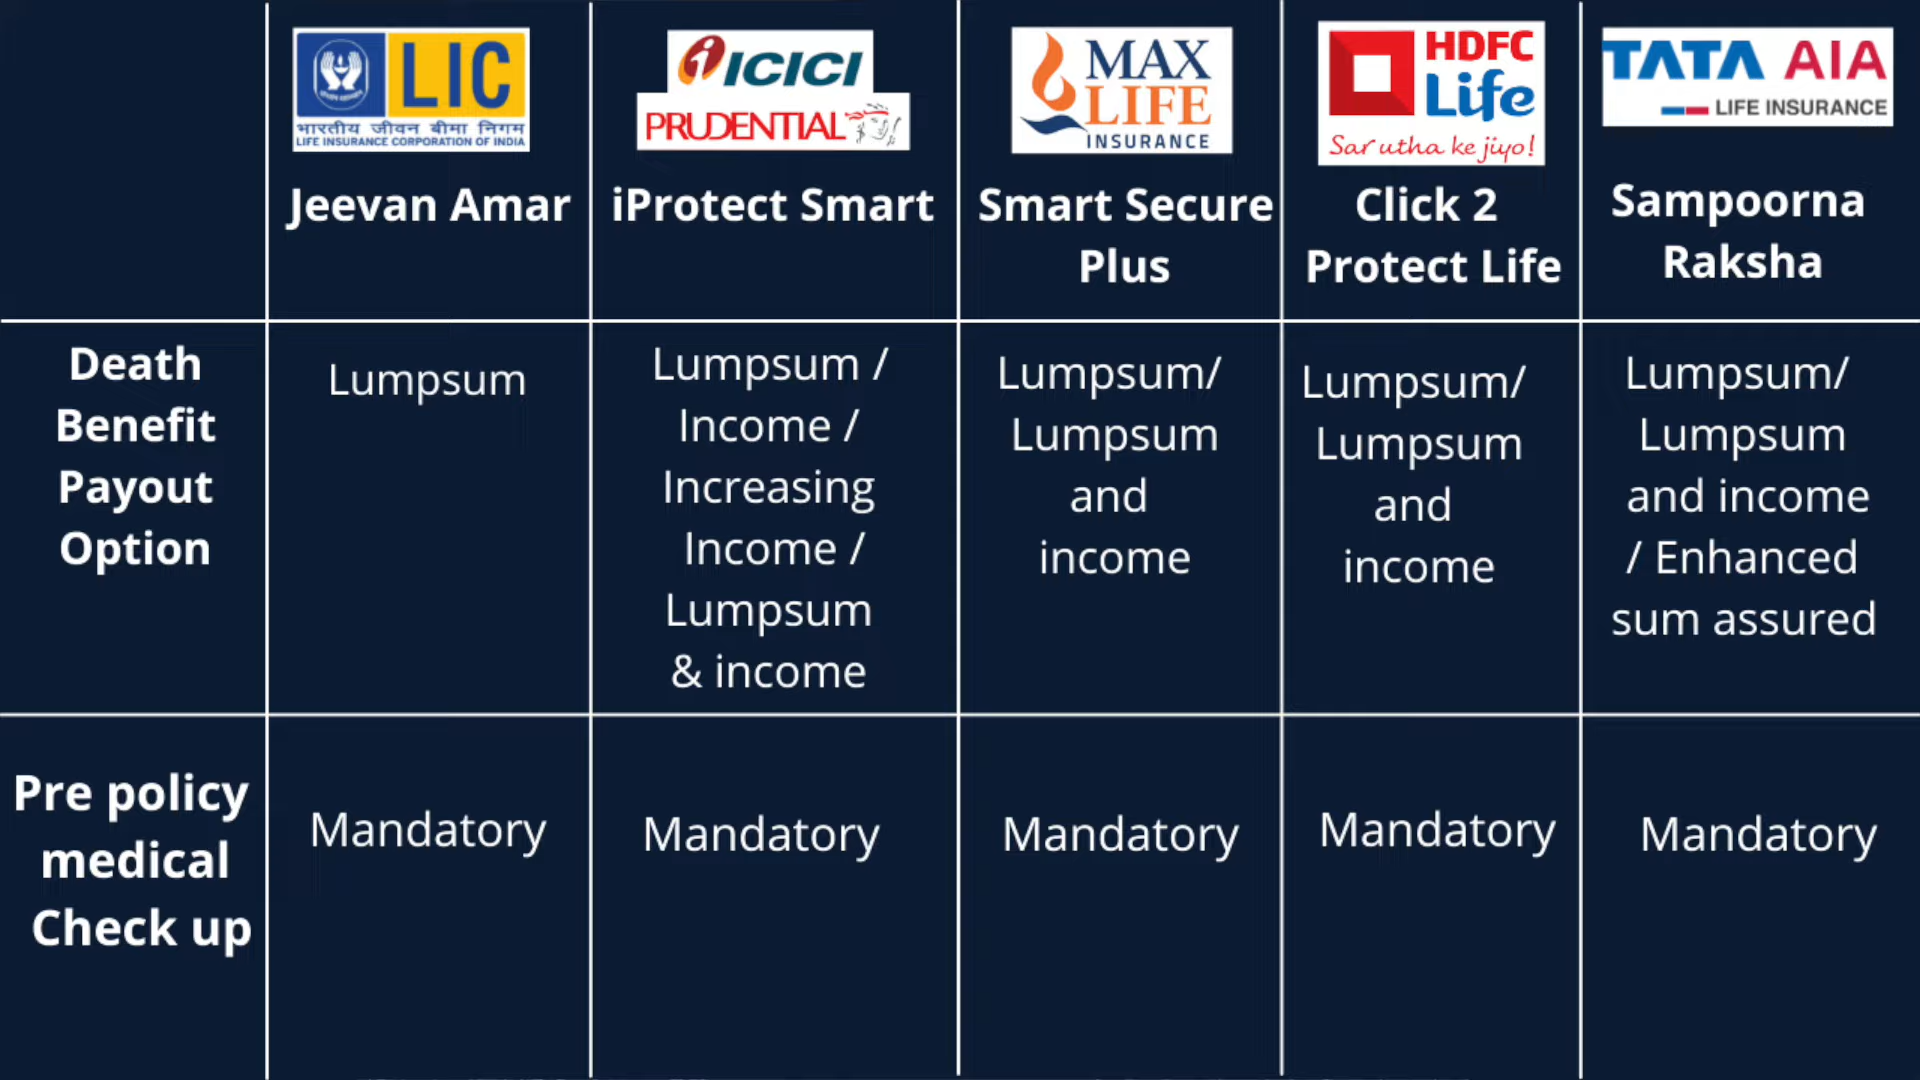 LIC
भारतीय जीवन बीमा निगम
LIFE INSURANCE CORPORATION OF INDIA
Jeevan Amar
ICICI
PRUDENTIAL
iProtect Smart
MAX
LIFE
INSURANCE
Smart Secure
Plus
HDFC
Life
Sar utha ke jiyo!
Click 2
Protect Life
TATA AIA
LIFE INSURANCE
Sampoorna
Raksha
Death
Benefit
Payout
Option
Lumpsum
Lumpsum /
Income /
Increasing
Income /
Lumpsum
& income
Lumpsum/
Lumpsum
and
income
Lumpsum/
Lumpsum
and
income
Lumpsum/
Lumpsum
and income
/ Enhanced
sum assured
Pre policy
medical
Check up
Mandatory
Mandatory
Mandatory
Mandatory
Mandatory